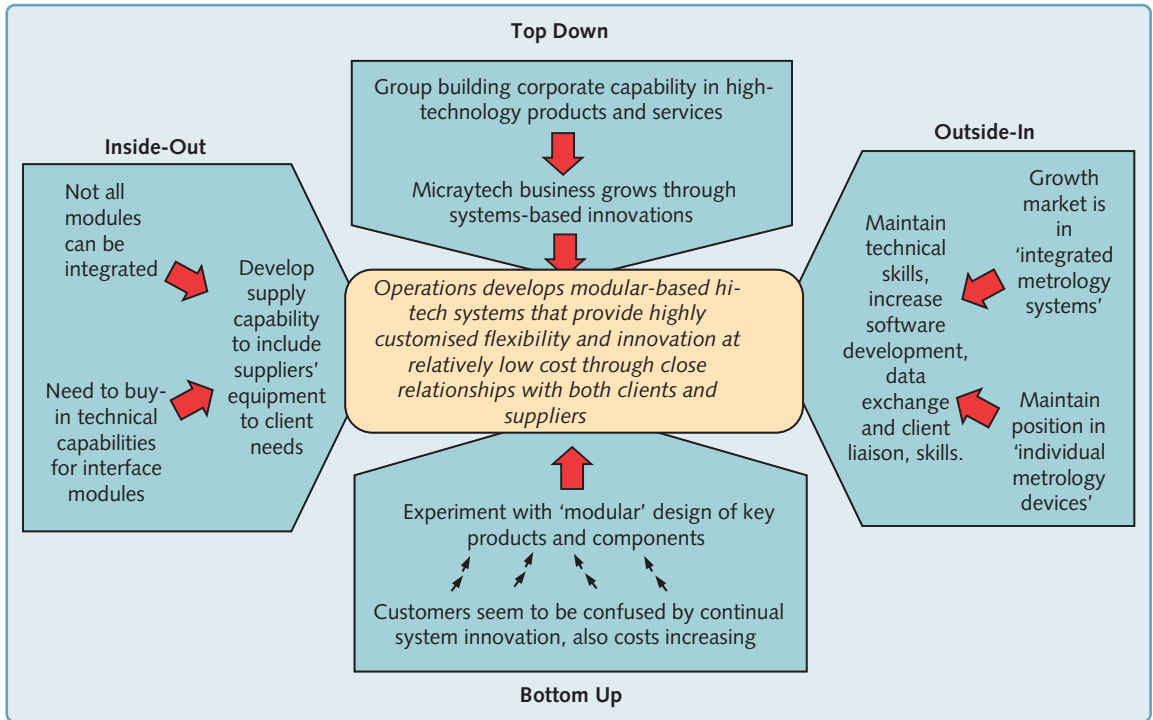 Top Down
Group building corporate capability in high-
technology products and services
Micraytech business grows through
systems-based innovations
Inside-Out
Not all
modules
can be
integrated
Need to buy-
in technical
capabilities
for interface
modules
Develop
supply
capability
to include
suppliers’
equipment
to client
needs
Operations develops modular-based hi-
tech systems that provide highly
customised flexibility and innovation at
relatively low cost through close
relationships with both clients and
suppliers
Outside-In
Growth
market is
in
‘integrated
metrology
systems’
Maintain
technical
skills,
increase
software
development,
data
exchange
and client
liaison, skills.
Maintain
position in
‘individual
metrology
devices’
Experiment with ‘modular’ design of key
products and components
Customers seem to be confused by continual
system innovation, also costs increasing
Bottom Up